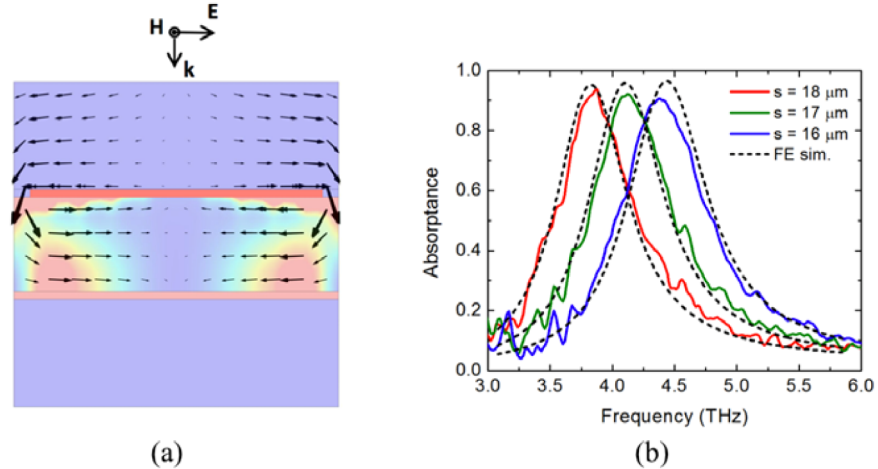 H E
k
1.0
0.8
0.6
0.4
0.2
0.0
Absorptance
s = 18 μm
s = 17 μm
s = 16 μm
FE sim.
3.0 3.5 4.0 4.5 5.0 5.5 6.0
Frequency (THz)
(a) (b)